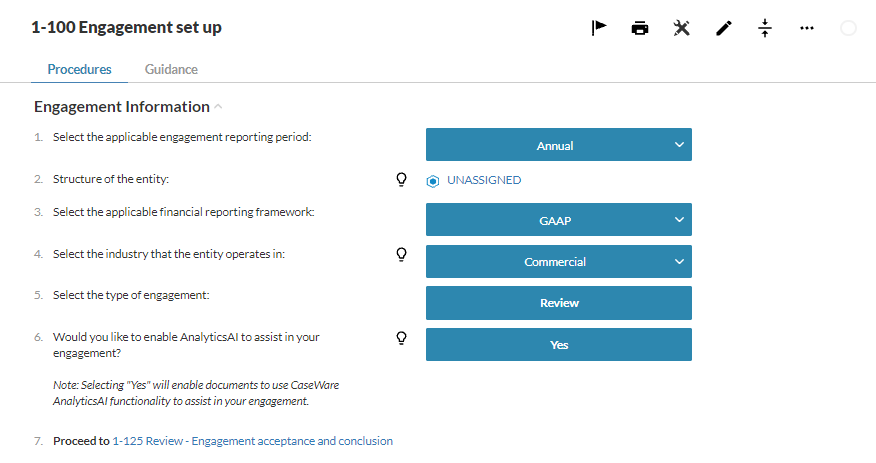 1-100 Engagement set up
Procedures Guidance
Engagement Information
1. Select the applicable engagement reporting period: Annual
2. Structure of the entity: UNASSIGNED
3. Select the applicable financial reporting framework: GAAP
4. Select the industry that the entity operates in: Commercial
5. Select the type of engagement: Review
6. Would you like to enable AnalyticsAI to assist in your Yes
engagement?
Note: Selecting "Yes" will enable documents to use CaseWare
AnalyticsAI functionality to assist in your engagement.
7. Proceed to 1-125 Review - Engagement acceptance and conclusion